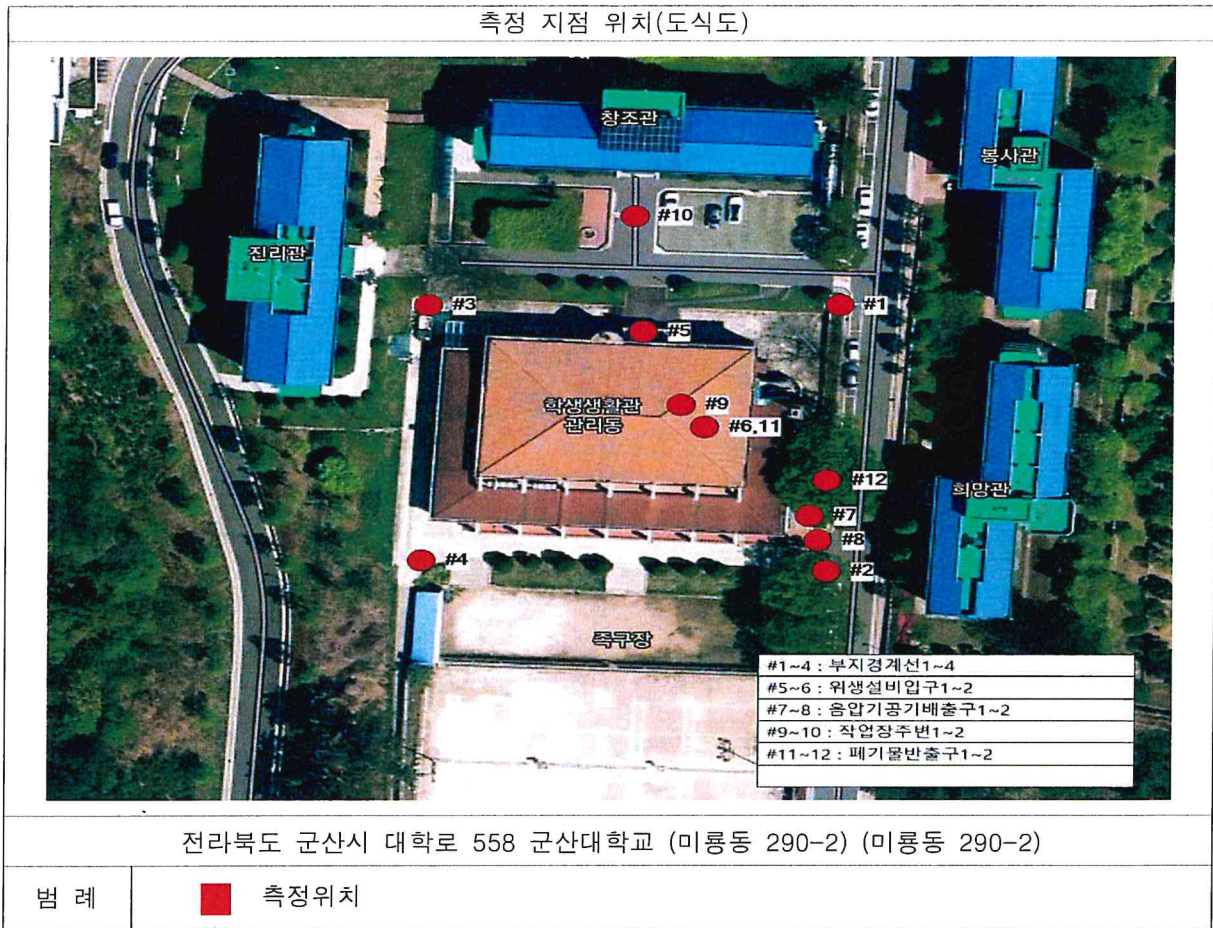 측정 지점 위치(도식도)
창조관
봉사관
#10
진리관
#3
#1
#5
학생생활관
관리동
#9
#6,11
#12
희망관
#7
#8
#4
#2
족구장
#1~4 : 부지경계선1~4
#5~6 : 위생설비입구1~2
#7~8 : 음압기공기배출구1~2
#9~10 : 작업장주변1~2
#11~12 : 폐기물반출구1~2
전라북도 군산시 대학로 558 군산대학교 (미룡동 290-2) (미룡동 290-2)
범 례
측정위치